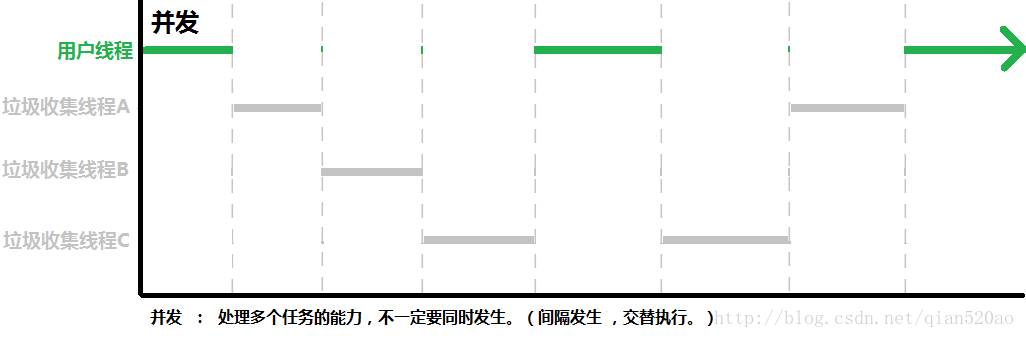 并发
用户线程
垃圾收集线程A
垃圾收集线程B
垃圾收集线程C
并发 ： 处理多个任务的能力，不一定要同时发生。（间隔发生 ，交替执行。）
http://blog.csdn.net/qian520ao